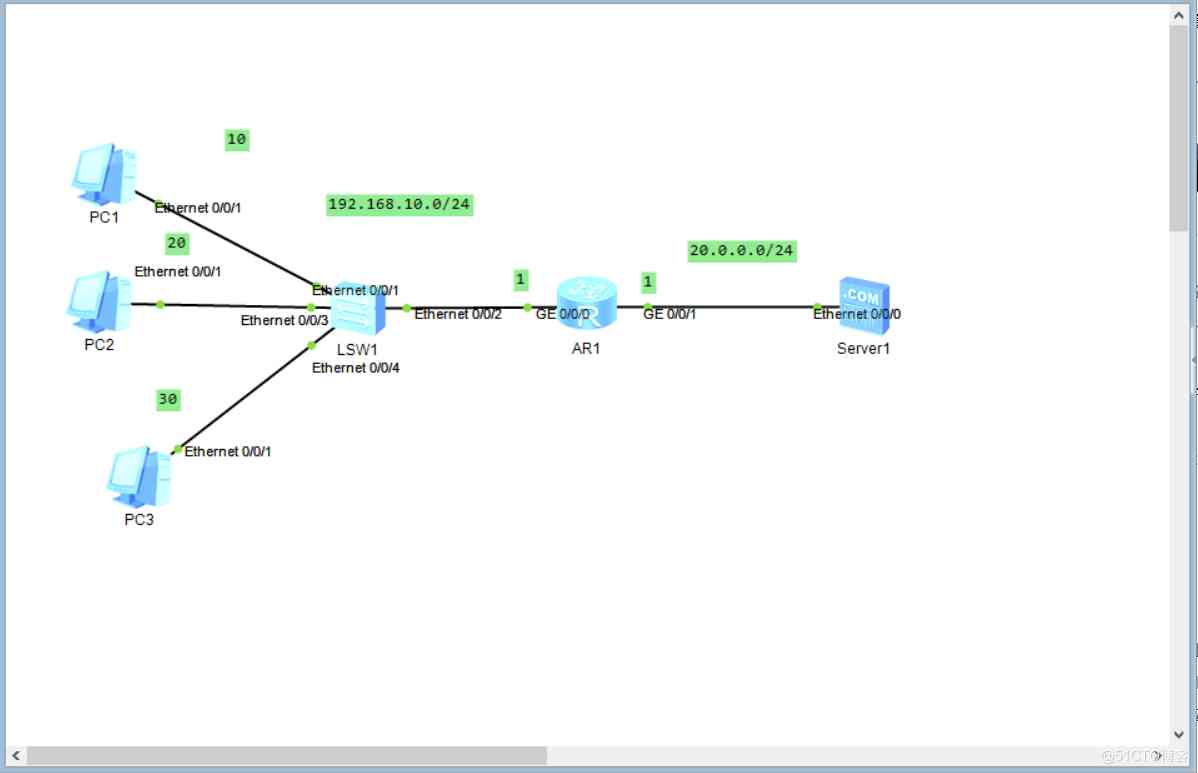 10
PC1
Ethernet 0/0/1
192.168.10.0/24
20
Ethernet 0/0/1
20.0.0.0/24
1
1
Ethernet 0/0/1
Ethernet 0/0/3
Ethernet 0/0/2
GE 0/0/0
GE 0/0/1
.COM
Ethernet 0/0/0
R
PC2
LSW1
AR1
Server1
Ethernet 0/0/4
30
Ethernet 0/0/1
PC3
@51CTO博客